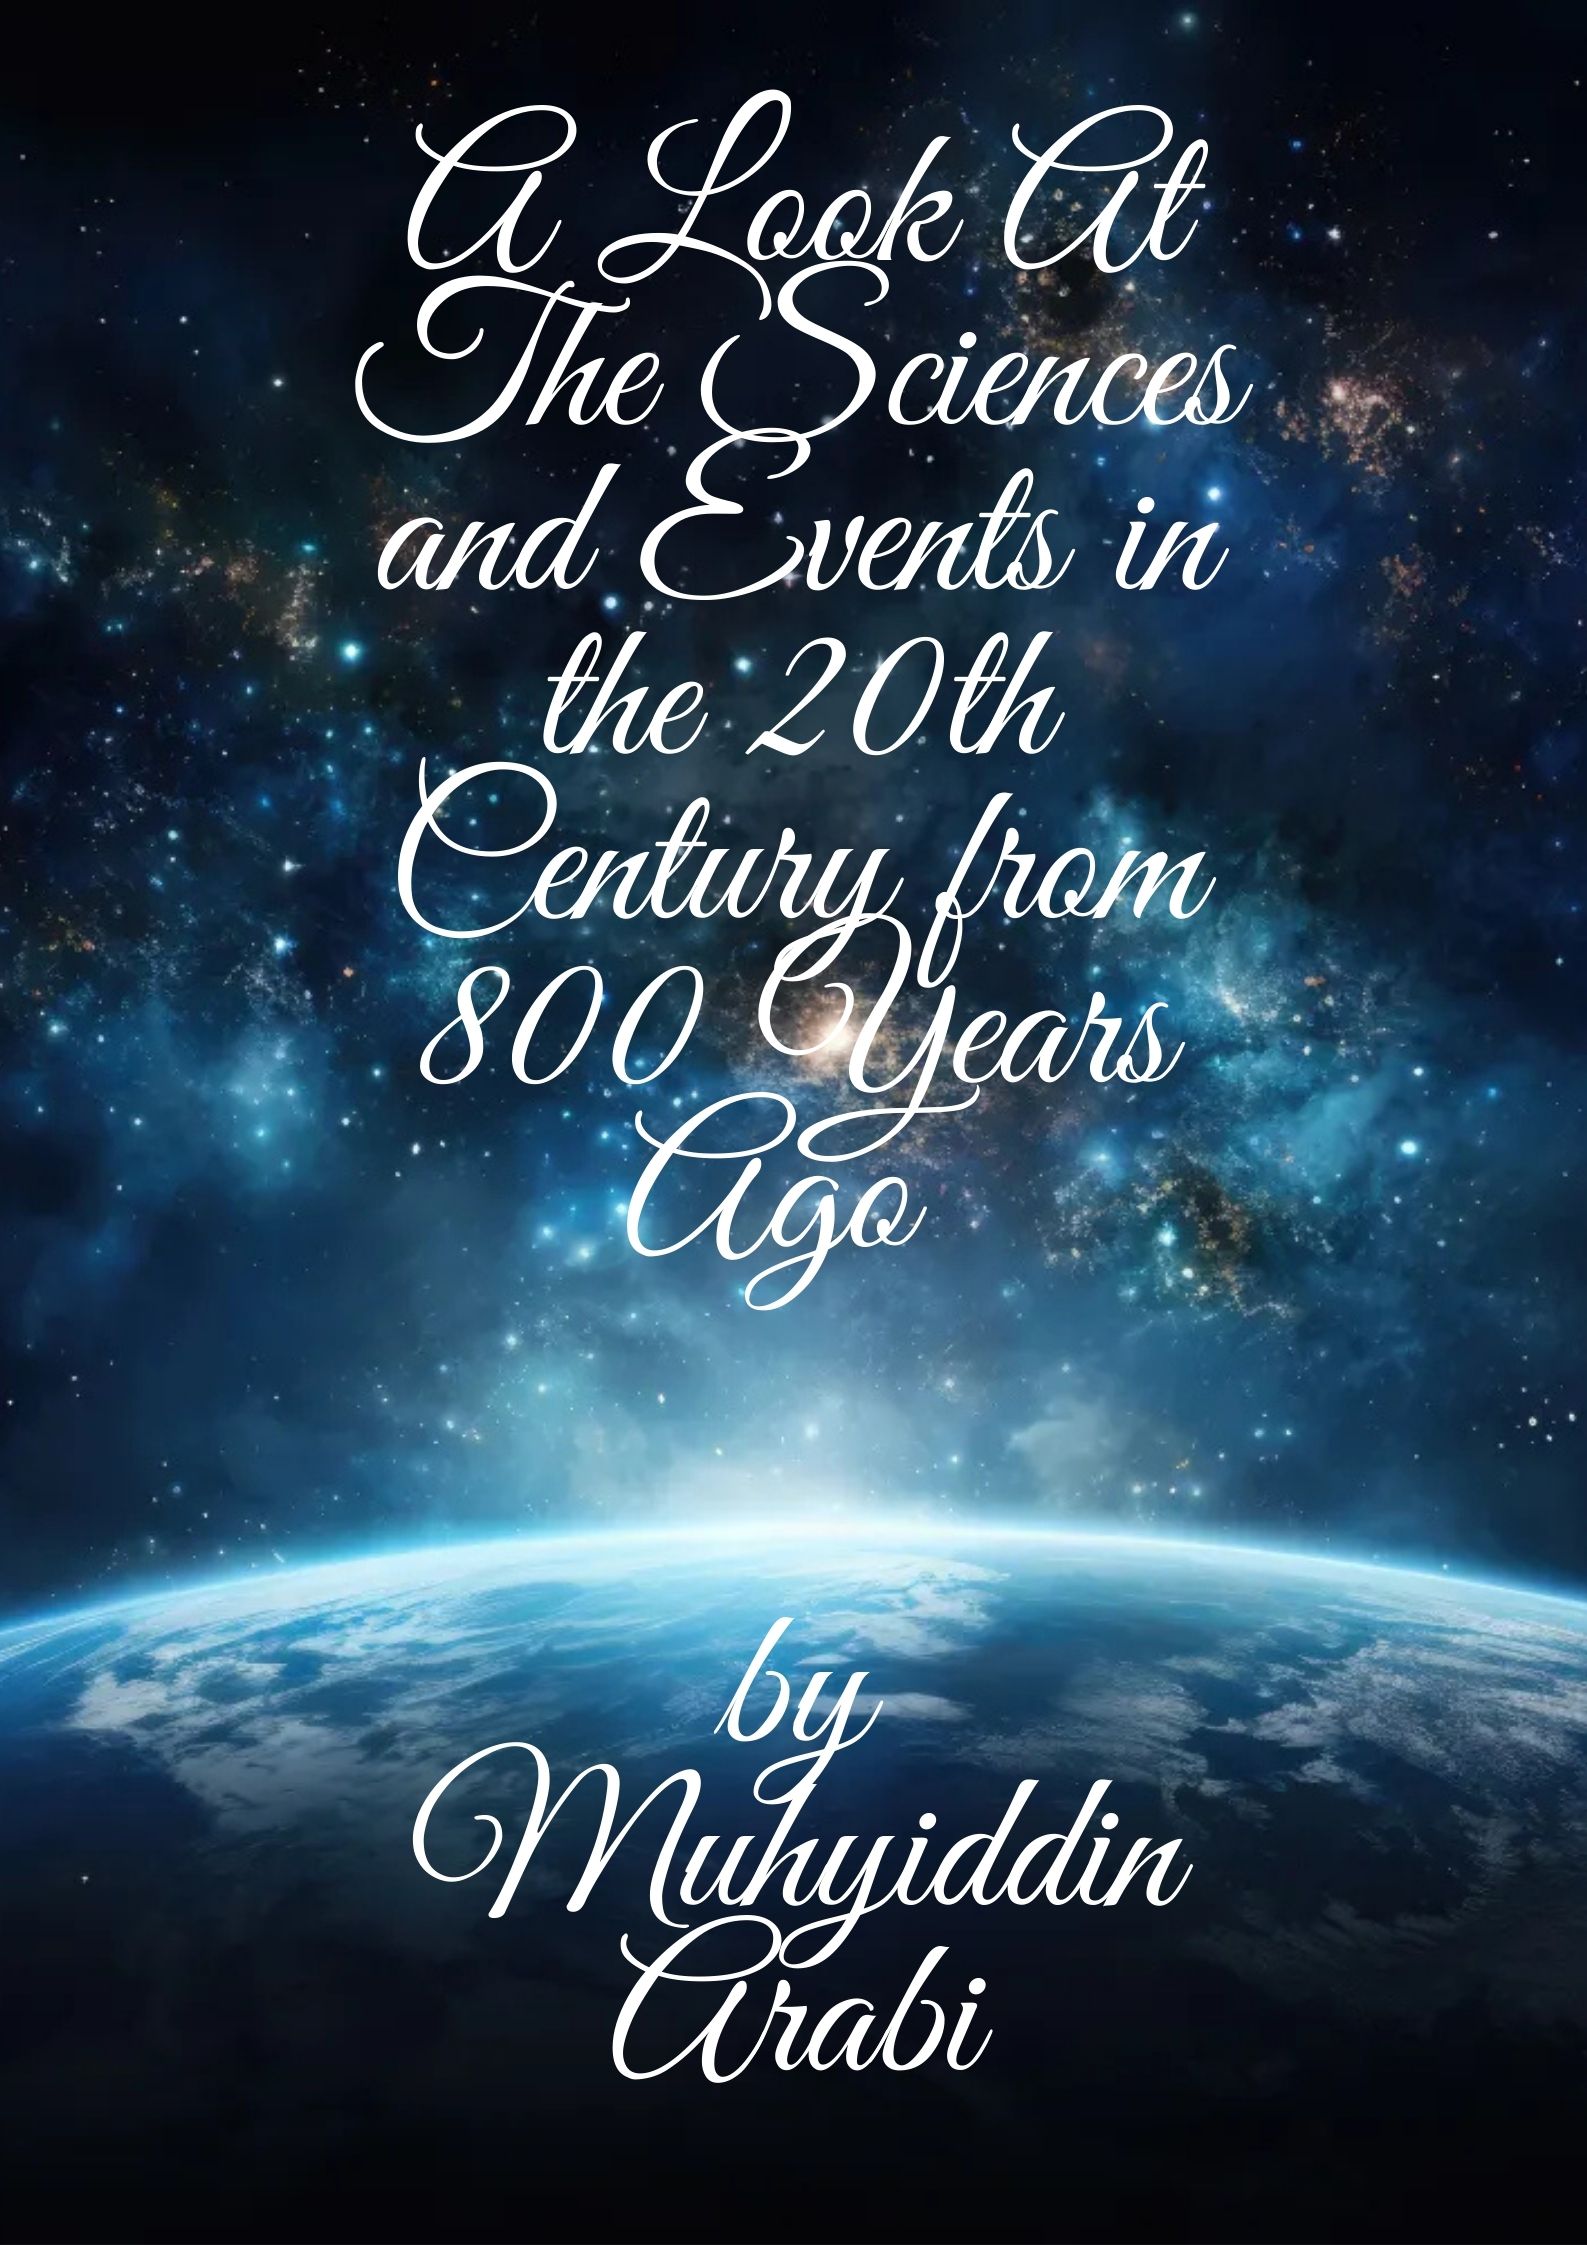 A Look At
The Sciences
and Events in
the 20th
Century from
800 Years
Ago
by
Muhyiddin
Arabi